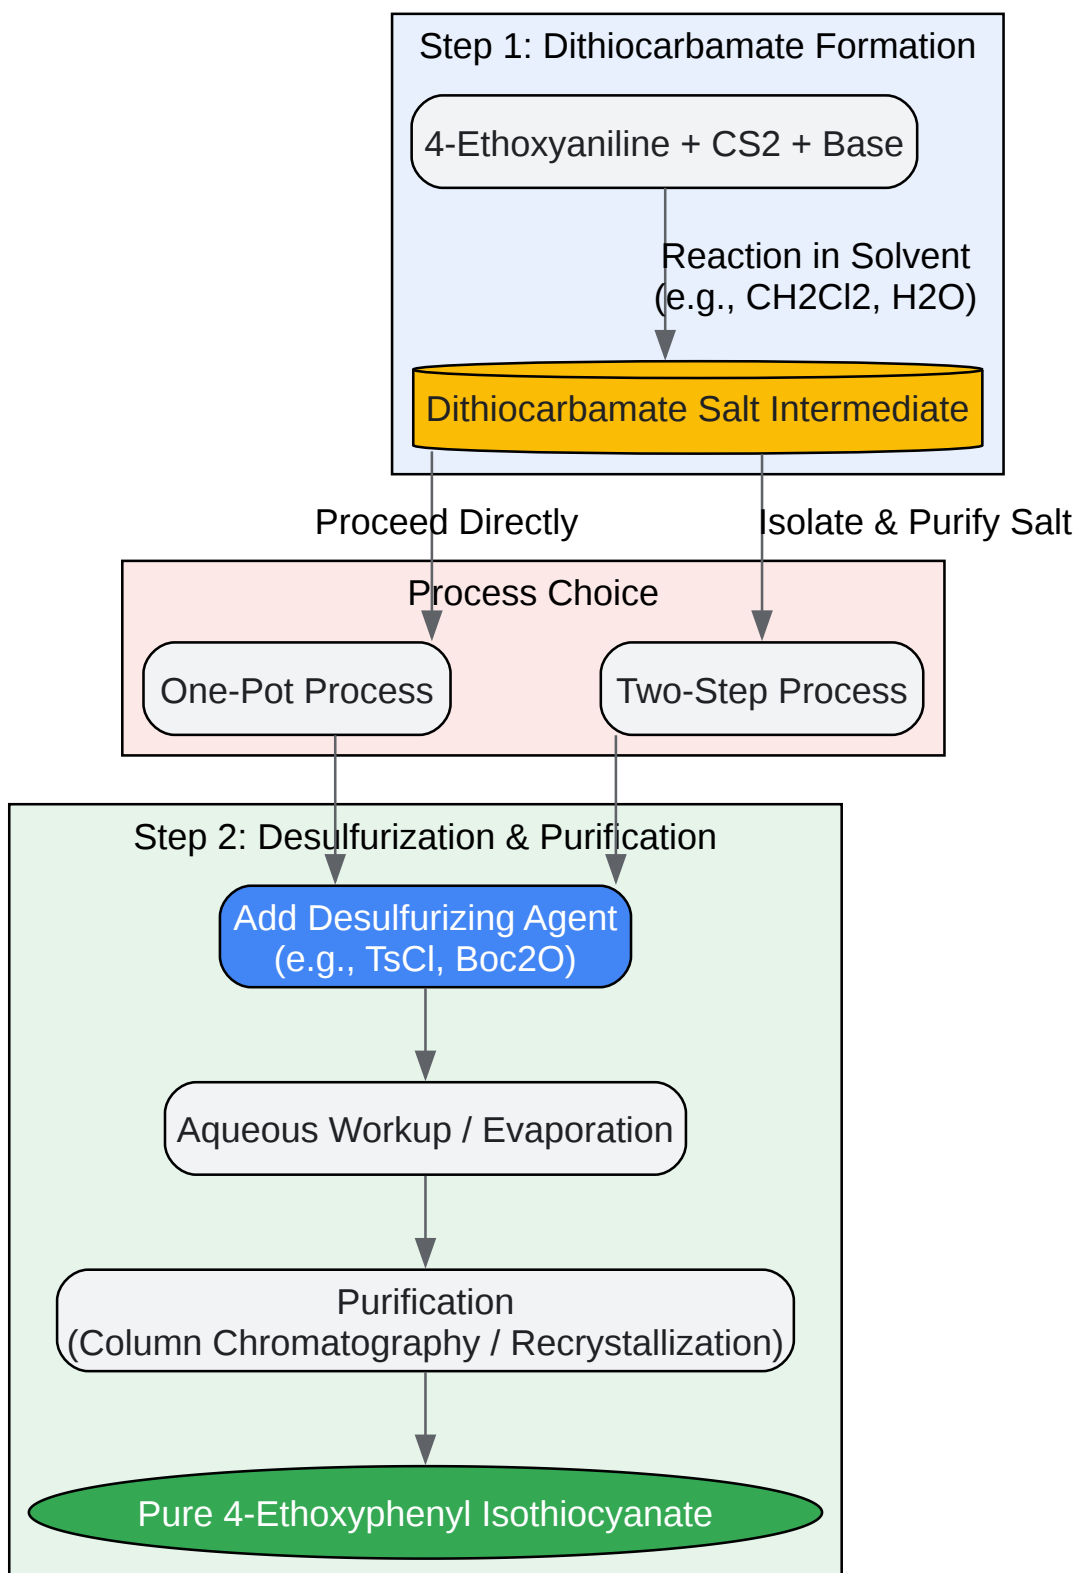 Step 1: Dithiocarbamate Formation
4-Ethoxyaniline + CS2 + Base
Reaction in Solvent
(e.g., CH2Cl2, H2O)
Dithiocarbamate Salt Intermediate
Proceed Directly
Isolate & Purify Salt
Process Choice
One-Pot Process
Two-Step Process
Step 2: Desulfurization & Purification
Add Desulfurizing Agent
(e.g., TsCl, Boc2O)
Aqueous Workup / Evaporation
Purification
(Column Chromatography / Recrystallization)
Pure 4-Ethoxyphenyl Isothiocyanate